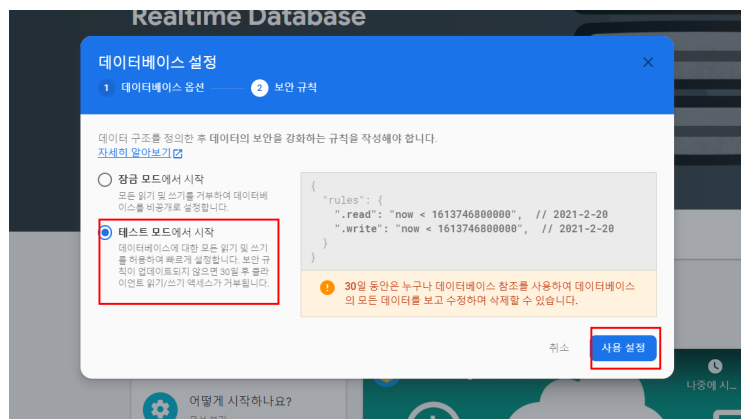 Realtime Database
데이터베이스 설정
1 데이터베이스 옵션 2 보안 규칙
데이터 구조를 정의한 후 데이터의 보안을 강화하는 규칙을 작성해야 합니다.
자세히 알아보기
잠금 모드에서 시작
모든 읽기 및 쓰기를 거부하여 데이터베
이스를 비공개로 설정합니다.
테스트 모드에서 시작
데이터베이스에 대한 모든 읽기 및 쓰기
를 허용하여 빠르게 설정합니다. 보안 규
칙이 업데이트되지 않으면 30일 후 클라
이언트 읽기/쓰기 액세스가 거부됩니다.
{
"rules": {
".read": "now < 1613746800000", // 2021-2-20
".write": "now < 1613746800000", // 2021-2-20
}
}
30일 동안은 누구나 데이터베이스 참조를 사용하여 데이터베이스
의 모든 데이터를 보고 수정하며 삭제할 수 있습니다.
취소 사용 설정
나중에 시...
어떻게 시작하나요?